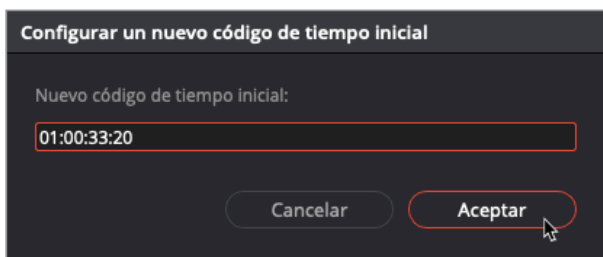 Configurar un nuevo código de tiempo inicial
Nuevo código de tiempo inicial:
01:00:33:20
Cancelar Aceptar